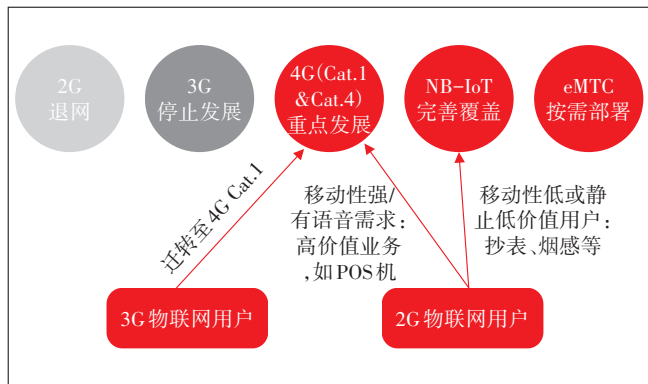 2G
退网
3G
停止发展
4G(Cat.1
&Cat.4)
重点发展
NB-IoT
完善覆盖
eMTC
按需部署
迁转至4G Cat.1
移动性强/
有语音需求:
高价值业务
,如POS机
移动性低或静
止低价值用户:
抄表、烟感等
3G物联网用户
2G物联网用户